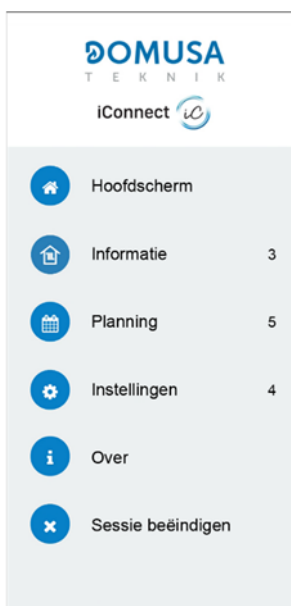 DOMUSA
TEKNIK
iConnect iC
Hoofdscherm
Informatie 3
Planning 5
Instellingen 4
Over
Sessie beëindigen